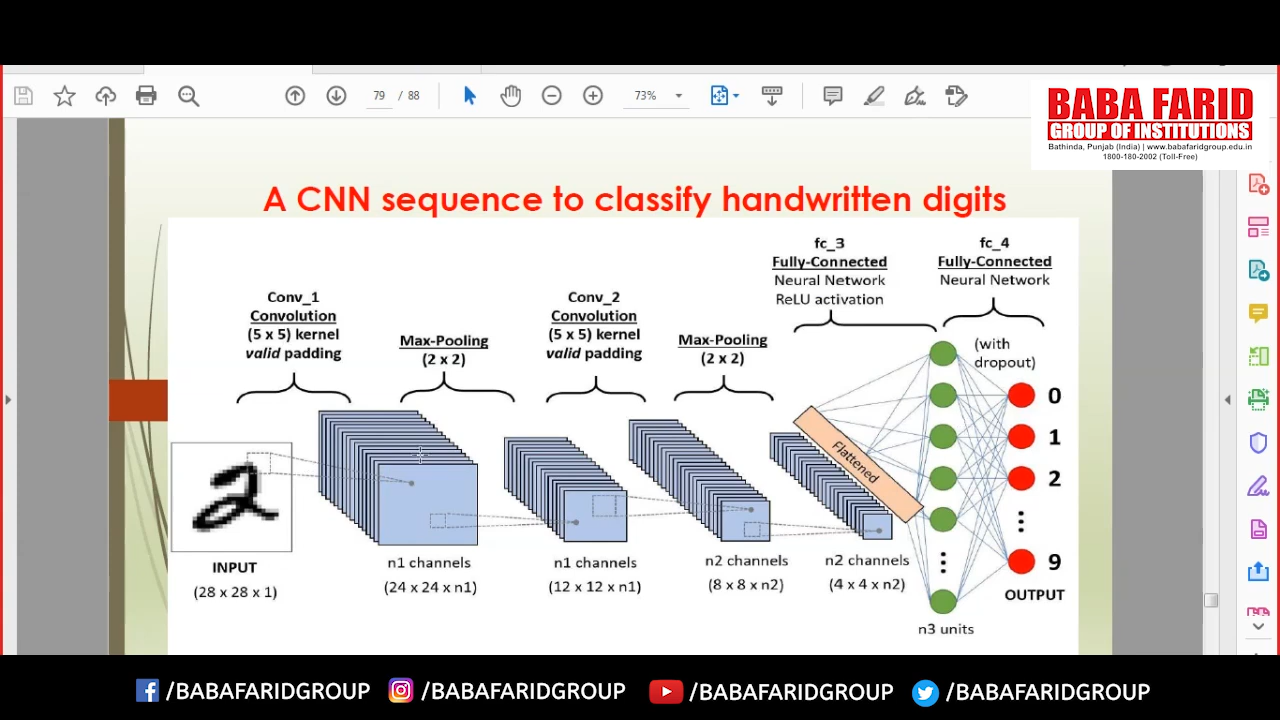 79 / 88
73%
BABA FARID
GROUP OF INSTITUTIONS
Bathinda, Punjab (India) | www.babafaridgroup.edu.in
1800-180-2002 (Toll-Free)
A CNN sequence to classify handwritten digits
fc_3
Fully-Connected
Neural Network
ReLU activation
fc_4
Fully-Connected
Neural Network
Conv_1
Convolution
(5 x 5) kernel
valid padding
Max-Pooling
(2 x 2)
Conv_2
Convolution
(5 x 5) kernel
valid padding
Max-Pooling
(2 x 2)
(with
dropout)
0
1
2
9
Flattened
2
INPUT
(28 x 28 x 1)
n1 channels
(24 x 24 x n1)
n1 channels
(12 x 12 x n1)
n2 channels
(8 x 8 x n2)
n2 channels
(4 x 4 x n2)
OUTPUT
n3 units
/BABAFARIDGROUP
/BABAFARIDGROUP
/BABAFARIDGROUP
/BABAFARIDGROUP